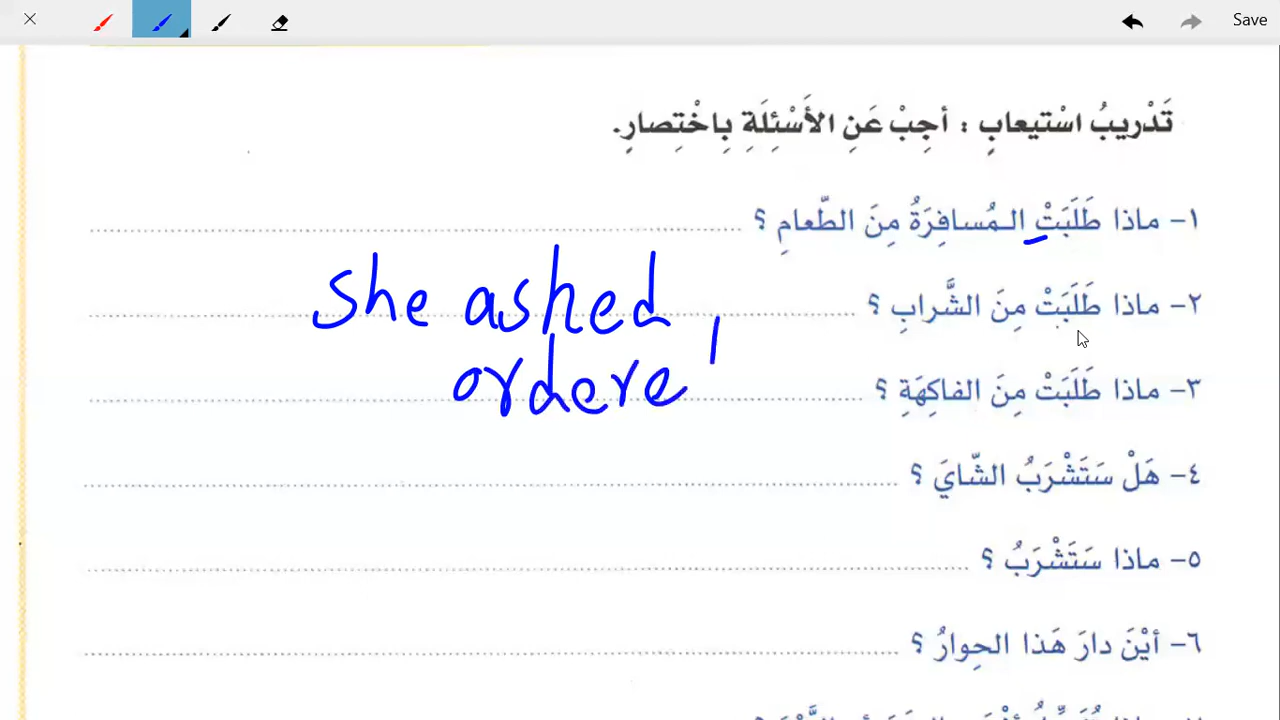 Save
تَدْريبُ اسْتيعابٍ : أجِبْ عَنِ الأَسْئِلَةِ بِاخْتِصارٍ.
١- ماذا طَلَبَتْ الـمُسافِرَةُ مِنَ الطَّعامِ ؟
she asked
٢- ماذا طَلَبَتْ مِنَ الشَّرابِ ؟
ordere
٣- ماذا طَلَبَتْ مِنَ الفاكِهَةِ ؟
٤- هَلْ سَتَشْرَبُ الشّايَ ؟
٥- ماذا سَتَشْرَبُ ؟
٦- أيْنَ دارَ هَذا الحِوارُ ؟